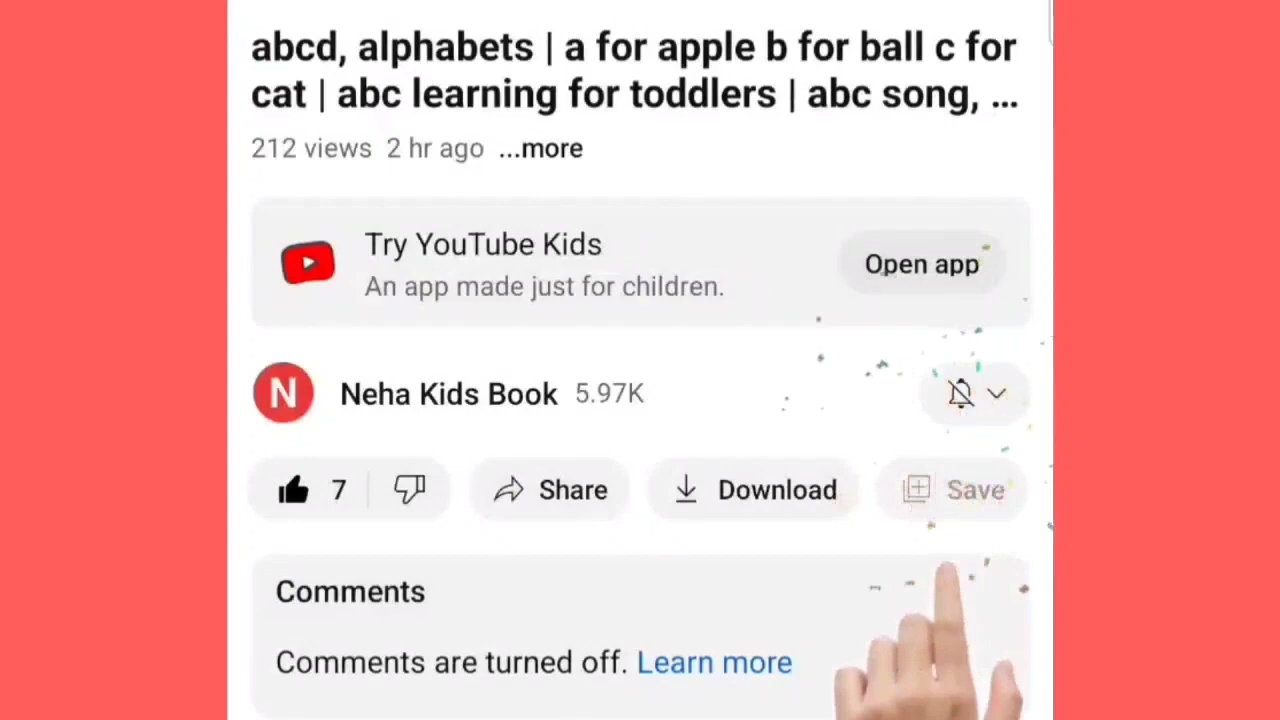 abcd, alphabets | a for apple b for ball c for
cat | abc learning for toddlers | abc song, ...
212 views 2 hr ago ...more
Try YouTube Kids
An app made just for children.
Open app
N
Neha Kids Book 5.97K
7 Share Download Save
Comments
Comments are turned off. Learn more